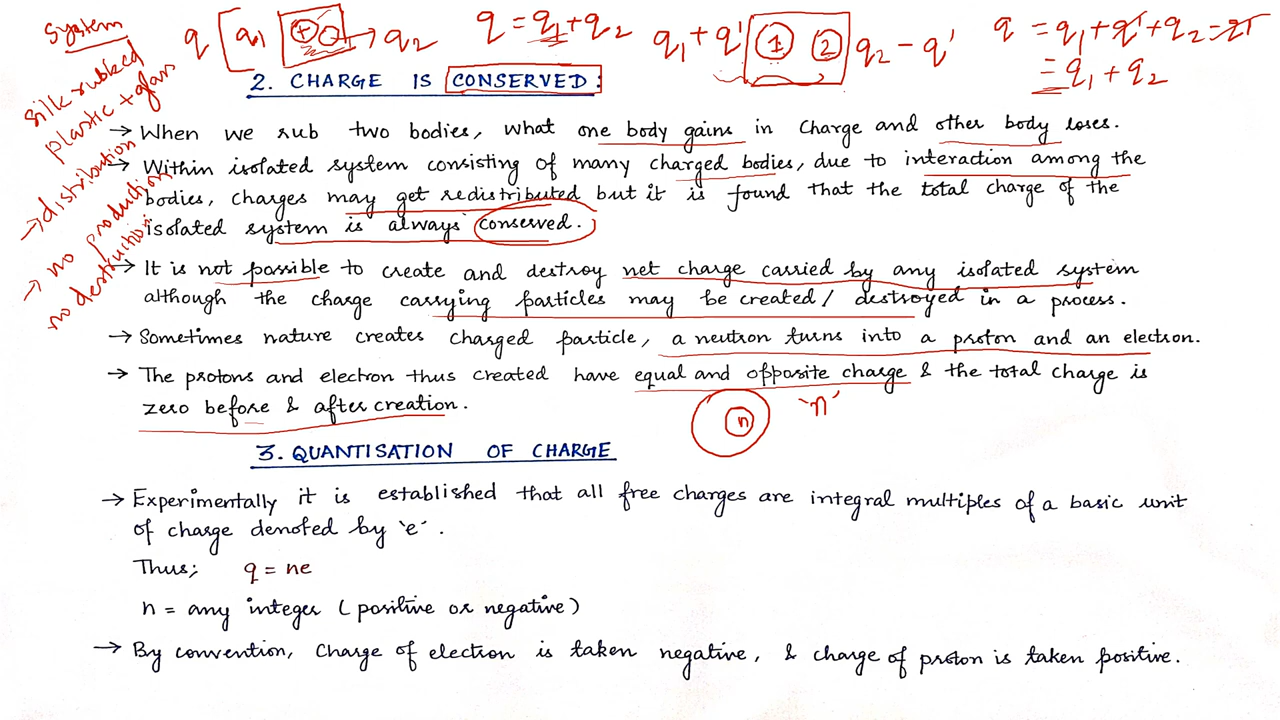 System
q [ q1 + - → q2
q = q1 + q2
q1 + q' 1 2 q2 - q'
q = q1 + q' + q2 - q'
= q1 + q2
silk rubbed
plastic + glass
→ distribution
→ no production
no destruction
2. CHARGE IS CONSERVED:
→ When we rub two bodies, what one body gains in charge and other body loses.
→ Within isolated system consisting of many charged bodies, due to interaction among the
bodies, charges may get redistributed but it is found that the total charge of the
isolated system is always conserved.
→ It is not possible to create and destroy net charge carried by any isolated system
although the charge carrying particles may be created/ destroyed in a process.
→ Sometimes nature creates charged particle, a neutron turns into a proton and an electron.
→ The protons and electron thus created have equal and opposite charge & the total charge is
zero before & after creation.
n 'n'
3. QUANTISATION OF CHARGE
→ Experimentally it is established that all free charges are integral multiples of a basic unit
of charge denoted by 'e'.
Thus; q = ne
n = any integer (positive or negative)
→ By convention, Charge of electron is taken negative, & charge of proton is taken positive.